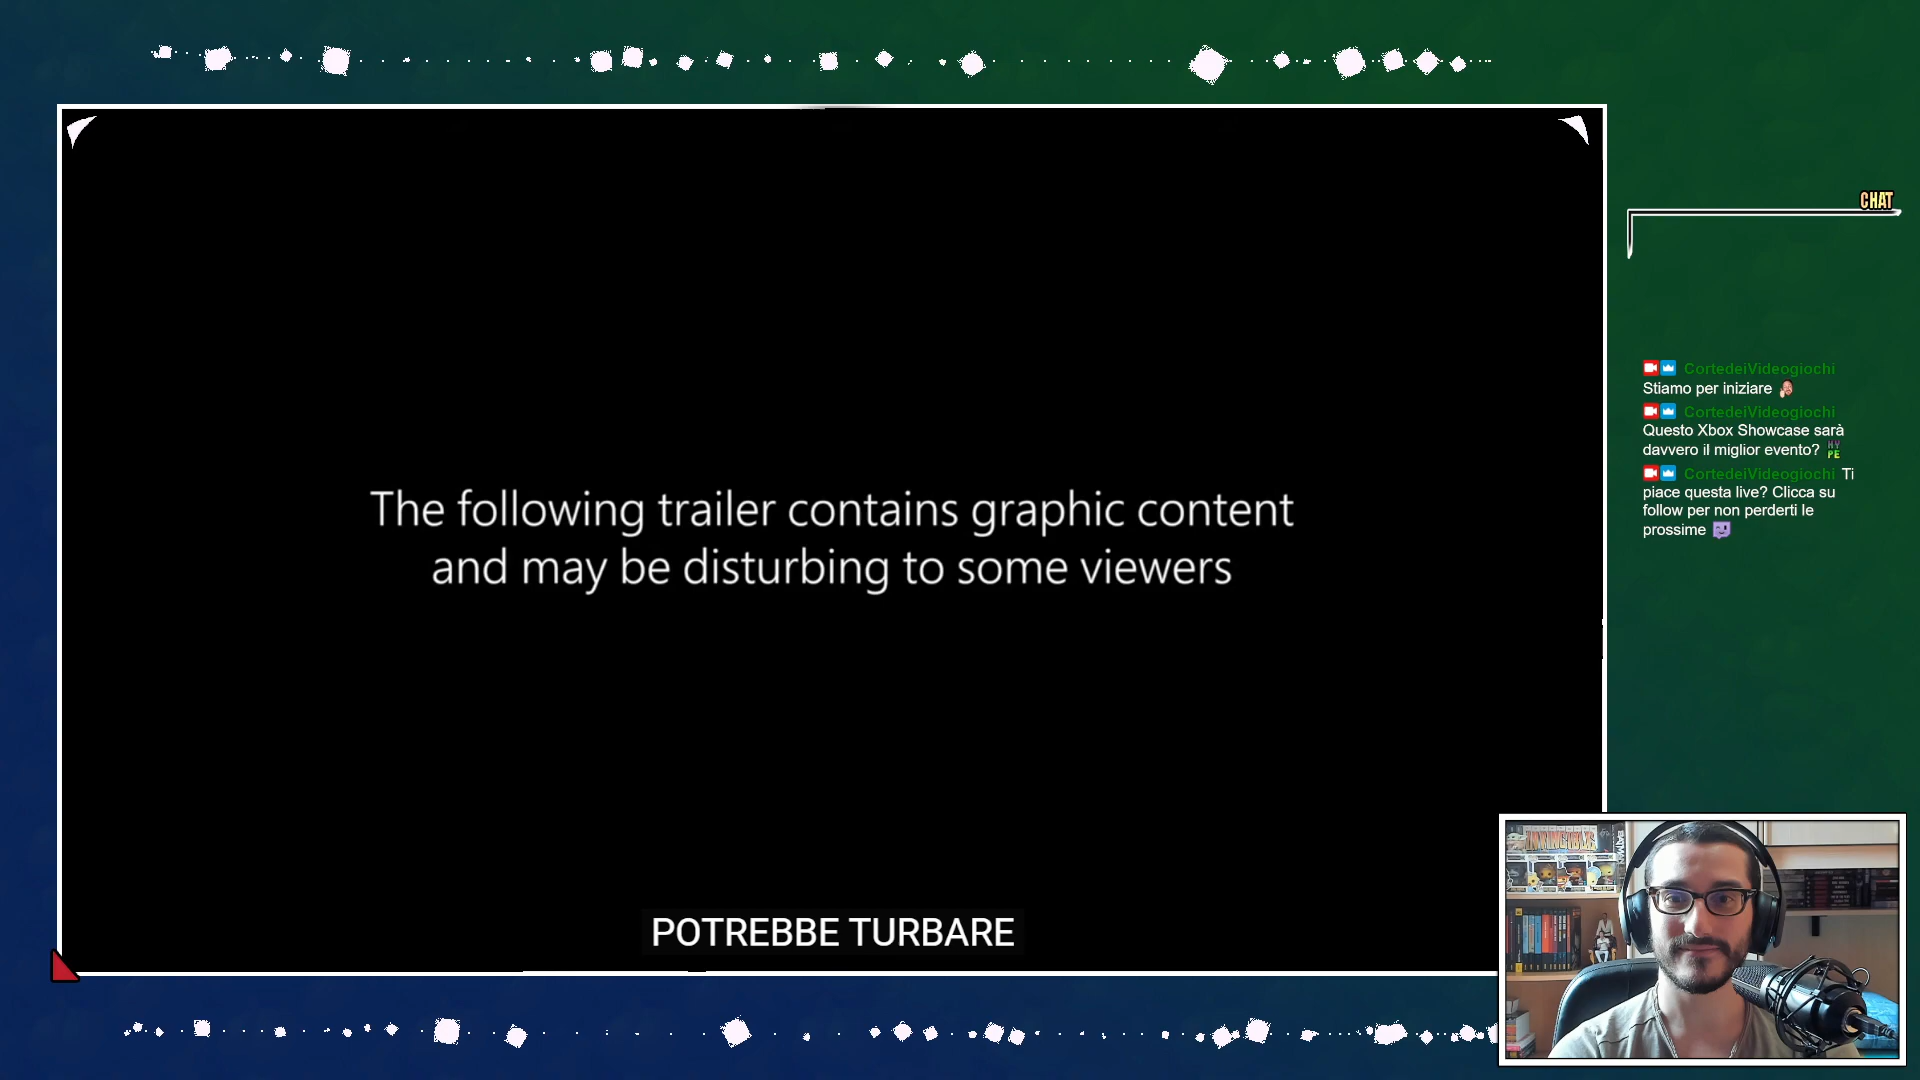 The following trailer contains graphic content
and may be disturbing to some viewers
POTREBBE TURBARE
CHAT
CortedeiVideogiochi
Stiamo per iniziare
CortedeiVideogiochi
Questo Xbox Showcase sarà
davvero il miglior evento? HYPE
CortedeiVideogiochi Ti
piace questa live? Clicca su
follow per non perderti le
prossime
INVINCIBLE